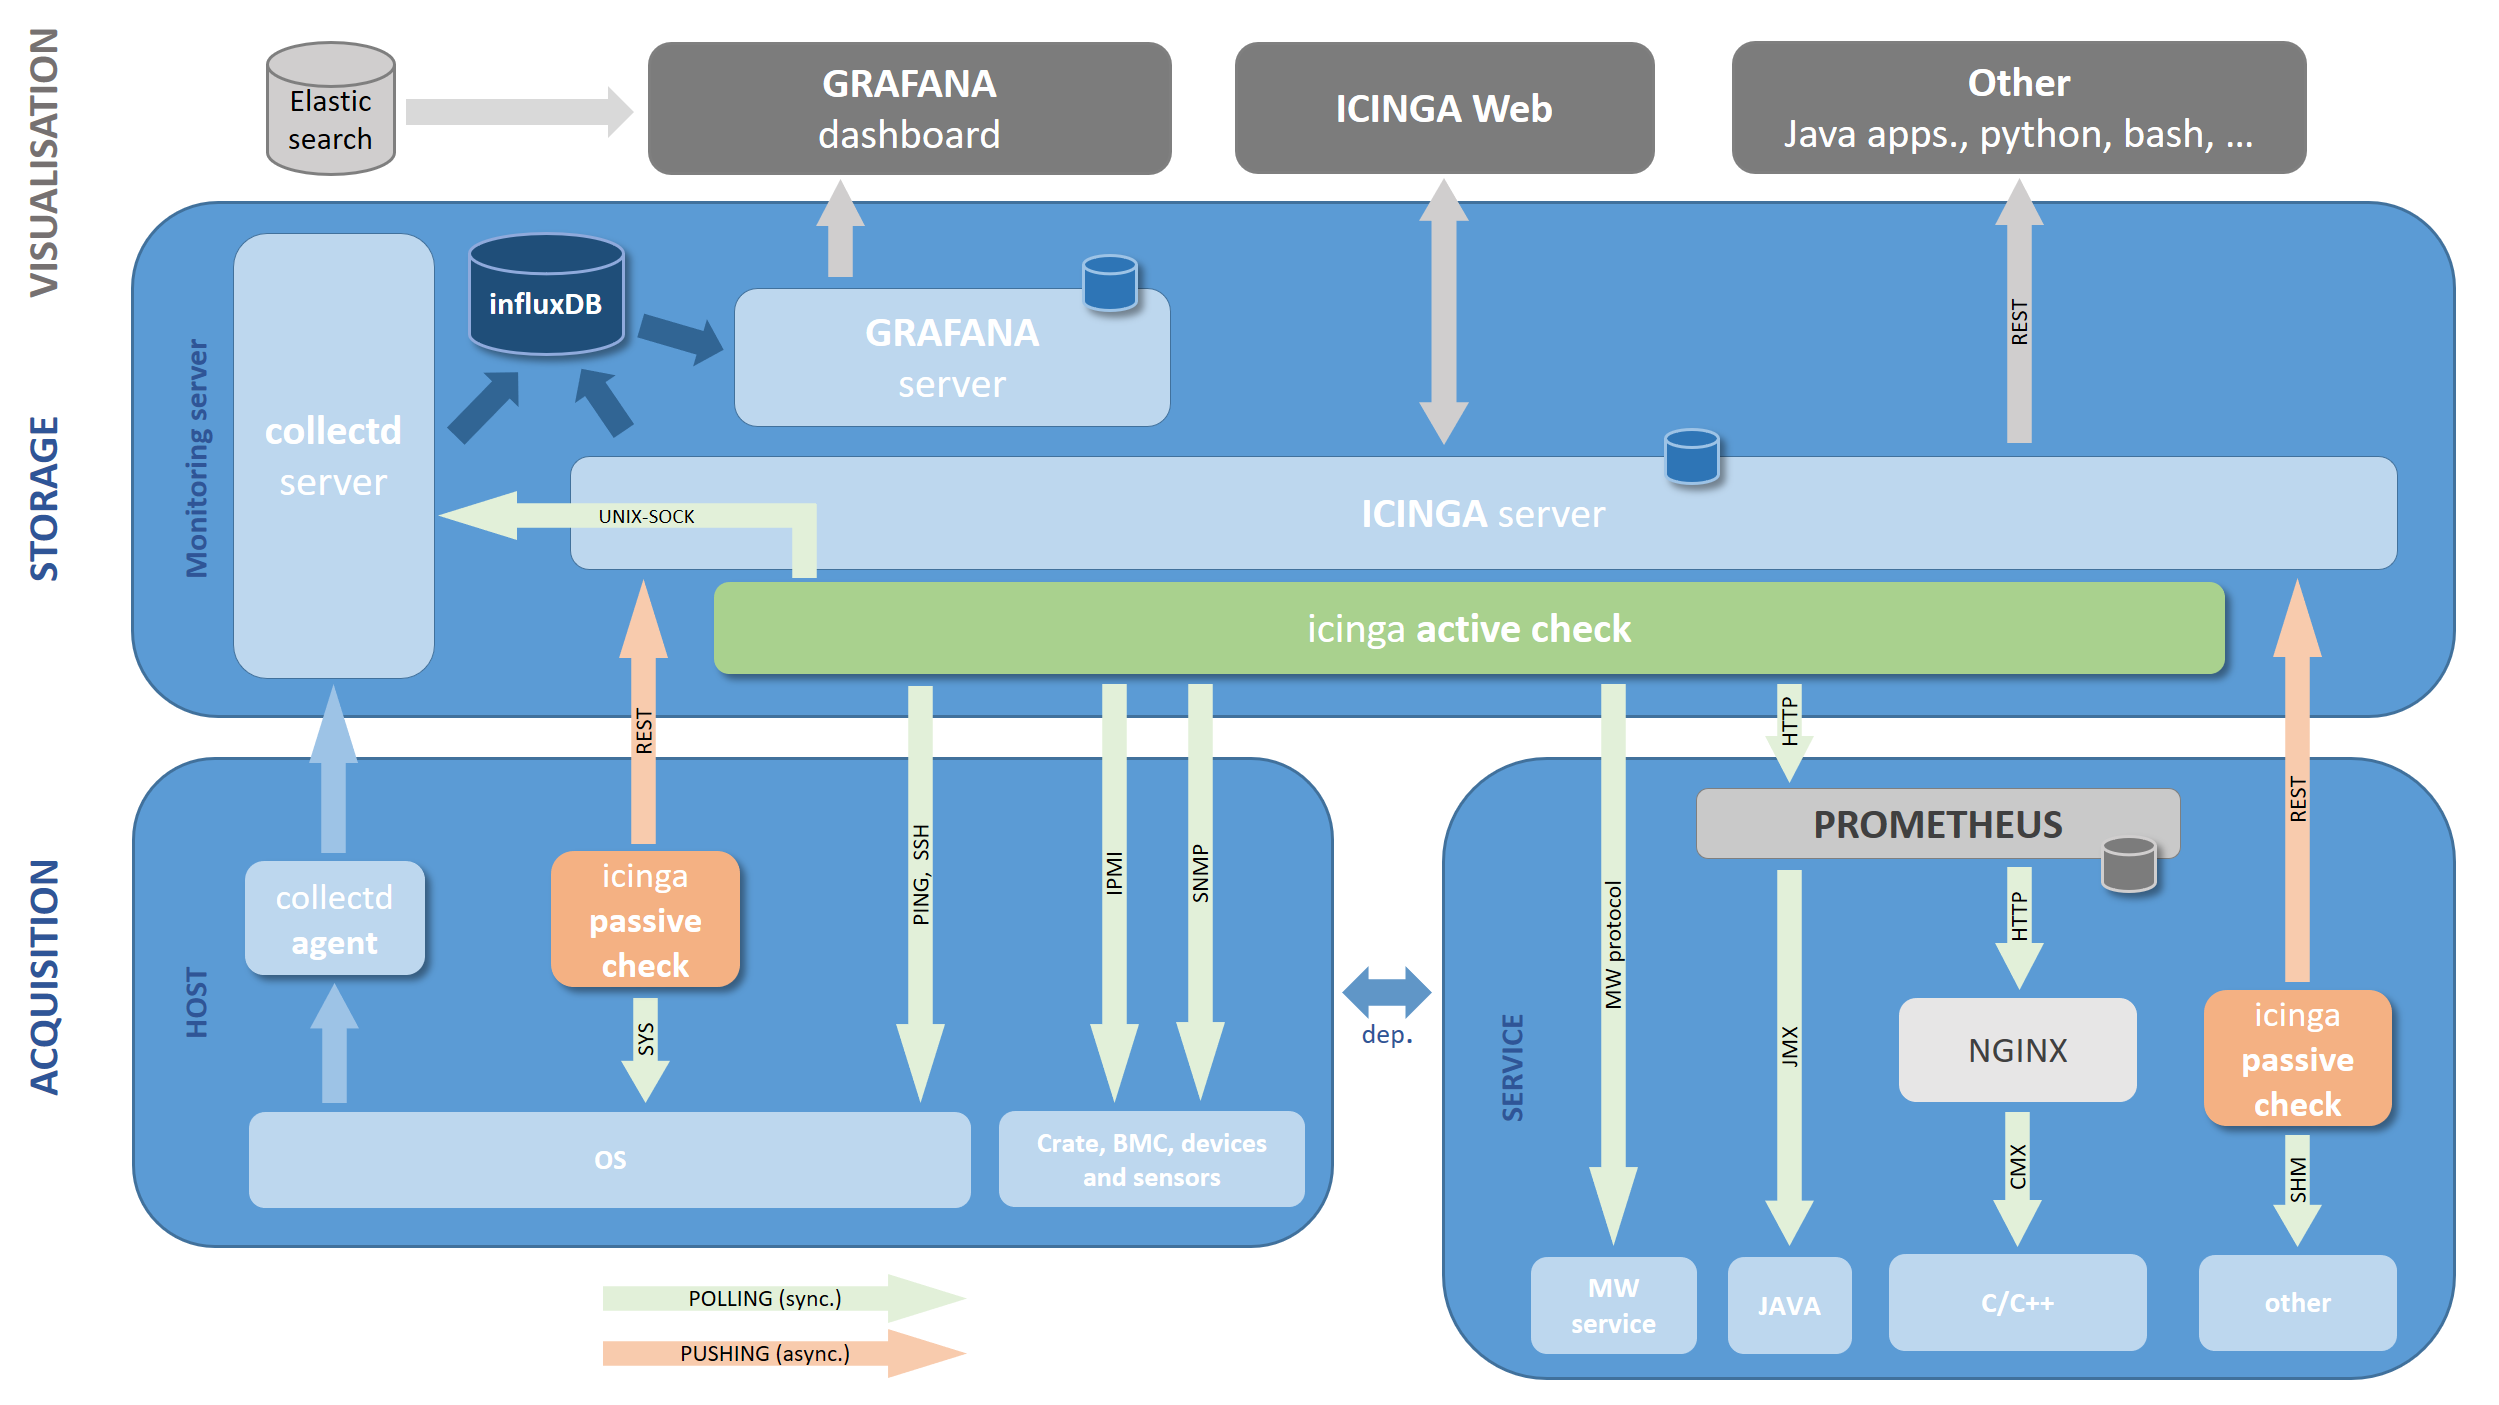 VISUALISATION
Elastic
search
GRAFANA
dashboard
ICINGA Web
Other
Java apps., python, bash, ...
STORAGE
Monitoring server
collectd
server
influxDB
GRAFANA
server
REST
UNIX-SOCK
ICINGA server
icinga active check
ACQUISITION
HOST
collectd
agent
REST
icinga
passive
check
SYS
PING, SSH
IPMI
SNMP
OS
Crate, BMC, devices
and sensors
dep.
SERVICE
MW protocol
HTTP
PROMETHEUS
JMX
HTTP
NGINX
CMX
REST
icinga
passive
check
SHM
MW
service
JAVA
C/C++
other
POLLING (sync.)
PUSHING (async.)